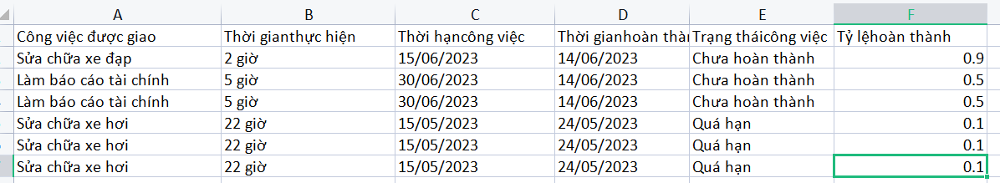 A B C D E F
Công việc được giao Thời gianthực hiện Thời hạncông việc Thời gianhoàn thàn Trạng tháicông việc Tỷ lệhoàn thành
Sửa chữa xe đạp 2 giờ 15/06/2023 14/06/2023 Chưa hoàn thành 0.9
Làm báo cáo tài chính 5 giờ 30/06/2023 14/06/2023 Chưa hoàn thành 0.5
Làm báo cáo tài chính 5 giờ 30/06/2023 14/06/2023 Chưa hoàn thành 0.5
Sửa chữa xe hơi 22 giờ 15/05/2023 24/05/2023 Quá hạn 0.1
Sửa chữa xe hơi 22 giờ 15/05/2023 24/05/2023 Quá hạn 0.1
Sửa chữa xe hơi 22 giờ 15/05/2023 24/05/2023 Quá hạn 0.1